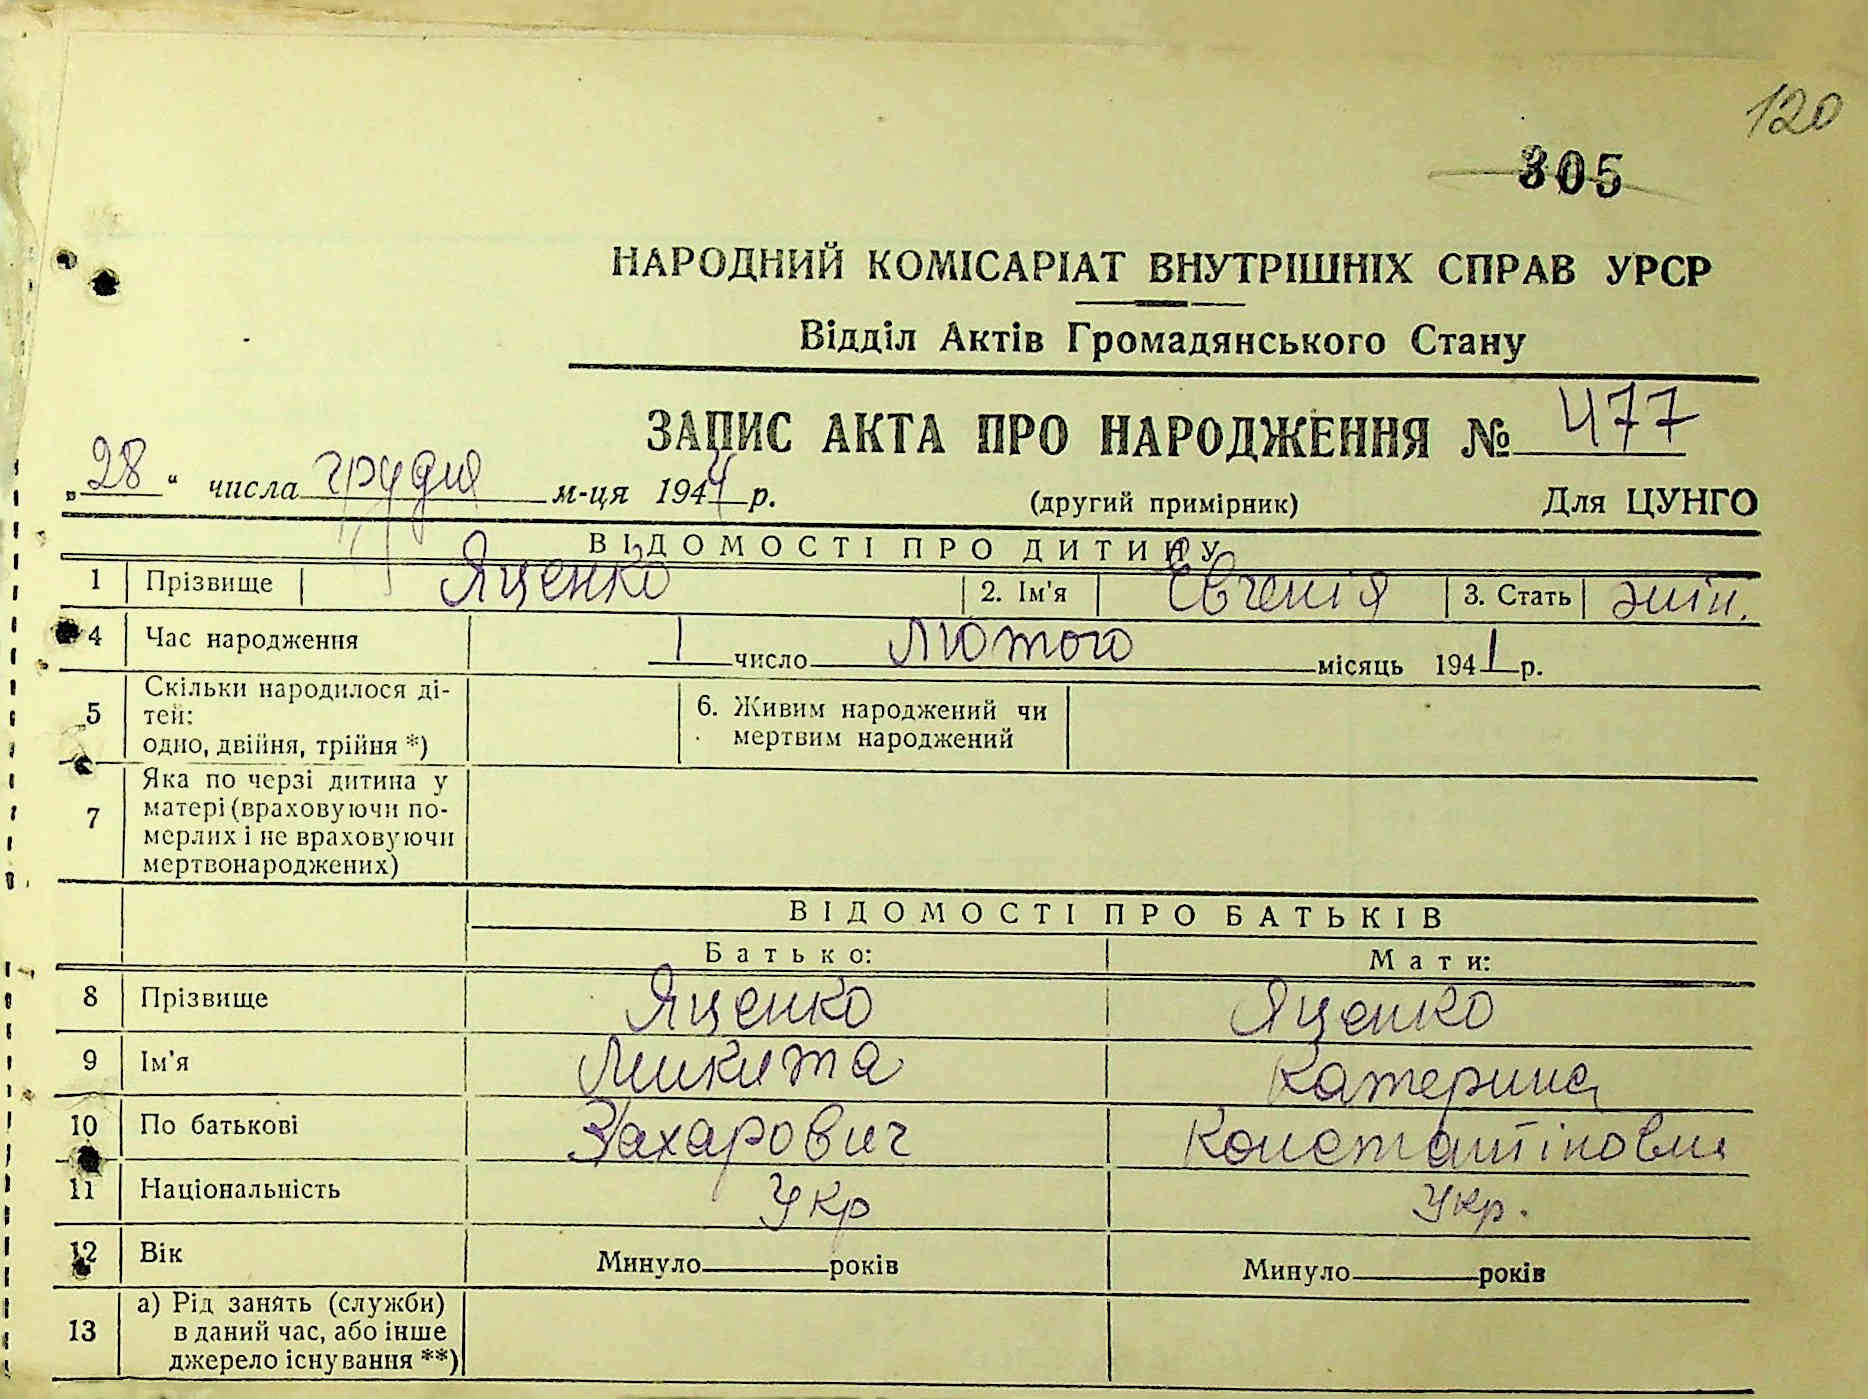 120
305
НАРОДНИЙ КОМІСАРІАТ ВНУТРІШНІХ СПРАВ УРСР
Відділ Актів Громадянського Стану
ЗАПИС АКТА ПРО НАРОДЖЕННЯ № 477
„28“ числа грудня м-ця 1944 р. (другий примірник) Для ЦУНГО
ВІДОМОСТІ ПРО ДИТИНУ
1 Прізвище Яценко 2. Ім'я Євгенія 3. Стать жін.
4 Час народження 1 число лютого місяць 1941 р.
5 Скільки народилося ді-
тей:
одно, двійня, трійня *)
6. Живим народжений чи
мертвим народжений
7 Яка по черзі дитина у
матері (враховуючи по-
мерлих і не враховуючи
мертвонароджених)
ВІДОМОСТІ ПРО БАТЬКІВ
Батько: Мати:
8 Прізвище Яценко Яценко
9 Ім'я Микита Катерина
10 По батькові Захарович Константіновна
11 Національність Укр Укр.
12 Вік Минуло років Минуло років
13 а) Рід занять (служби)
в даний час, або інше
джерело існування **)